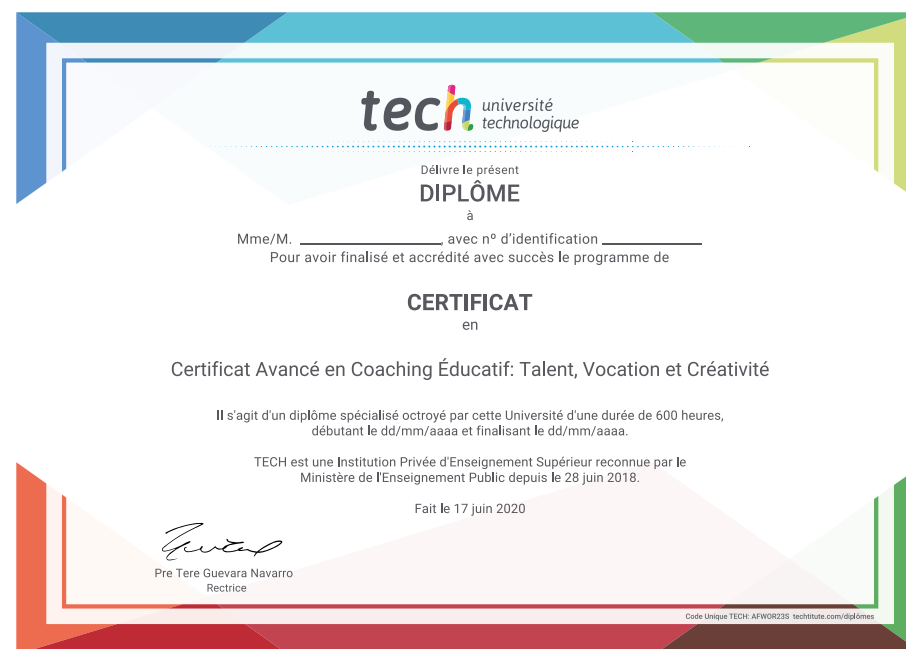 tech université
technologique
Délivre le présent
DIPLÔME
à
Mme/M. ____________________, avec nº d'identification ______________
Pour avoir finalisé et accrédité avec succès le programme de
CERTIFICAT
en
Certificat Avancé en Coaching Éducatif: Talent, Vocation et Créativité
Il s'agit d'un diplôme spécialisé octroyé par cette Université d'une durée de 600 heures,
débutant le dd/mm/aaaa et finalisant le dd/mm/aaaa.
TECH est une Institution Privée d'Enseignement Supérieur reconnue par le
Ministère de l'Enseignement Public depuis le 28 juin 2018.
Fait le 17 juin 2020
Pre Tere Guevara Navarro
Rectrice
Code Unique TECH: AFWOR23S techtitute.com/diplômes